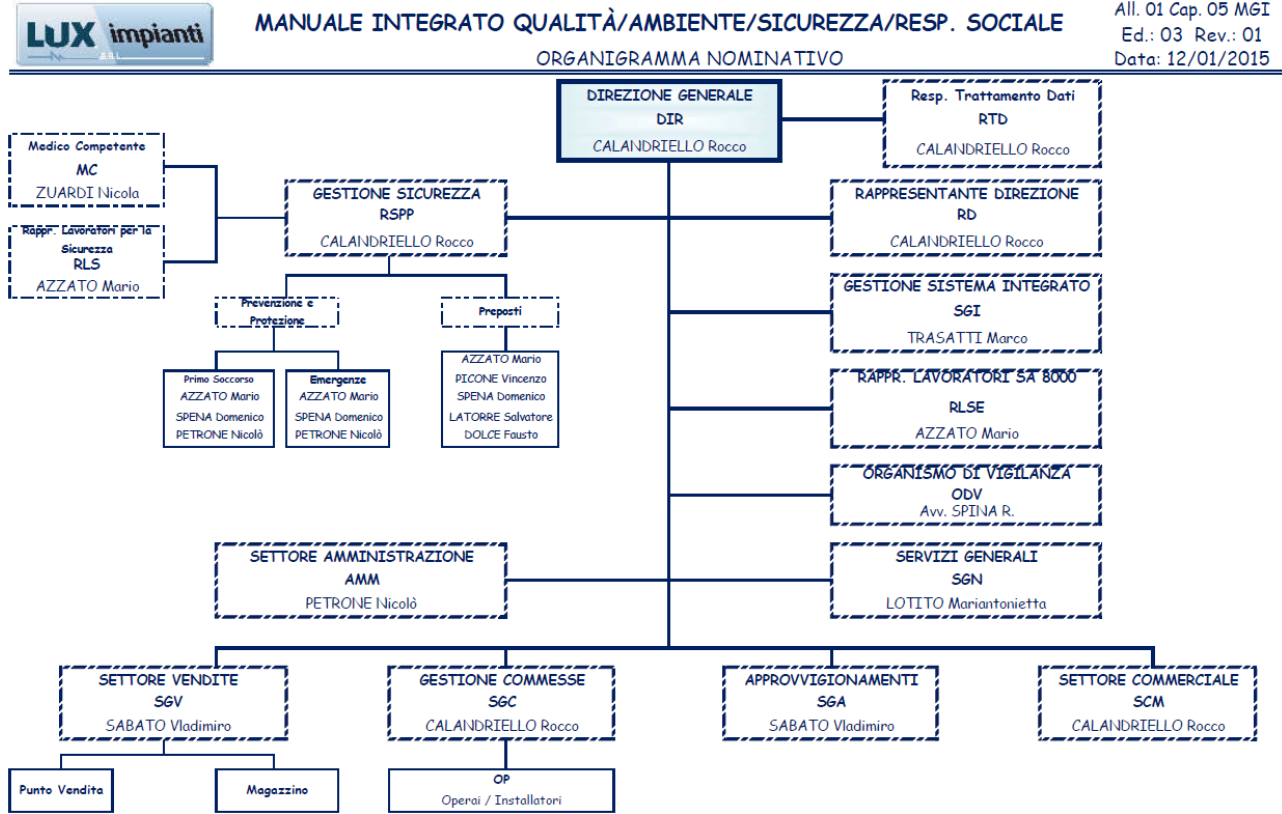 LUX impianti
S.R.L.
MANUALE INTEGRATO QUALITÀ/AMBIENTE/SICUREZZA/RESP. SOCIALE
ORGANIGRAMMA NOMINATIVO
All. 01 Cap. 05 MGI
Ed.: 03 Rev.: 01
Data: 12/01/2015
DIREZIONE GENERALE
DIR
CALANDRIELLO Rocco
Resp. Trattamento Dati
RTD
CALANDRIELLO Rocco
Medico Competente
MC
ZUARDI Nicola
Rappr. Lavoratori per la
Sicurezza
RLS
AZZATO Mario
GESTIONE SICUREZZA
RSPP
CALANDRIELLO Rocco
RAPPRESENTANTE DIREZIONE
RD
CALANDRIELLO Rocco
Prevenzione e
Protezione
Preposti
Primo Soccorso
AZZATO Mario
SPENA Domenico
PETRONE Nicolò
Emergenze
AZZATO Mario
SPENA Domenico
PETRONE Nicolò
AZZATO Mario
PICONE Vincenzo
SPENA Domenico
LATORRE Salvatore
DOLCE Fausto
GESTIONE SISTEMA INTEGRATO
SGI
TRASATTI Marco
RAPPR. LAVORATORI SA 8000
RLSE
AZZATO Mario
ORGANISMO DI VIGILANZA
ODV
Avv. SPINA R.
SETTORE AMMINISTRAZIONE
AMM
PETRONE Nicolò
SERVIZI GENERALI
SGN
LOTITO Mariantonietta
SETTORE VENDITE
SGV
SABATO Vladimiro
GESTIONE COMMESSE
SGC
CALANDRIELLO Rocco
APPROVVIGIONAMENTI
SGA
SABATO Vladimiro
SETTORE COMMERCIALE
SCM
CALANDRIELLO Rocco
Punto Vendita
Magazzino
OP
Operai / Installatori